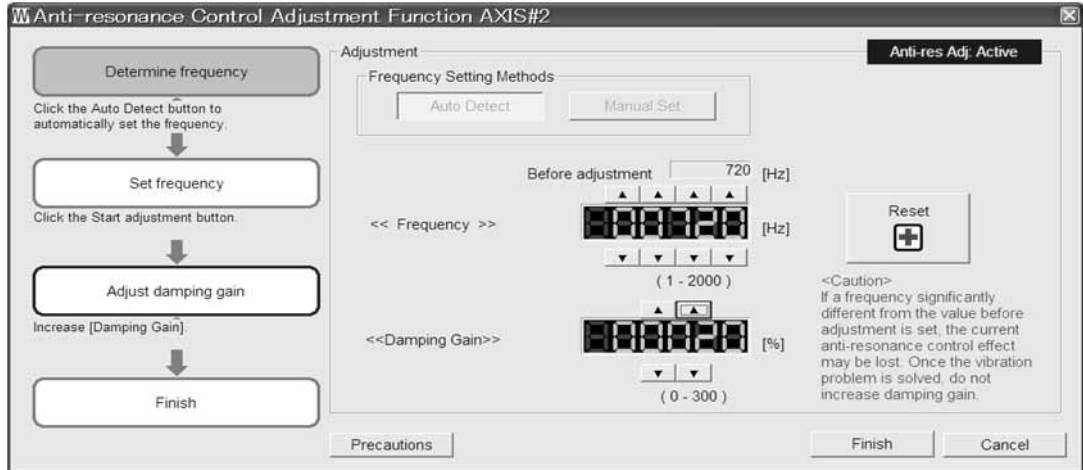 Anti-resonance Control Adjustment Function AXIS#2
Determine frequency
Click the Auto Detect button to
automatically set the frequency.
Set frequency
Click the Start adjustment button.
Adjust damping gain
Increase [Damping Gain].
Finish
Adjustment
Anti-res Adj: Active
Frequency Setting Methods
Auto Detect
Manual Set
Before adjustment 720 [Hz]
<< Frequency >> [Hz]
( 1 - 2000 )
<<Damping Gain>> [%]
( 0 - 300 )
Reset
<Caution>
If a frequency significantly
different from the value before
adjustment is set, the current
anti-resonance control effect
may be lost. Once the vibration
problem is solved, do not
increase damping gain.
Precautions
Finish
Cancel